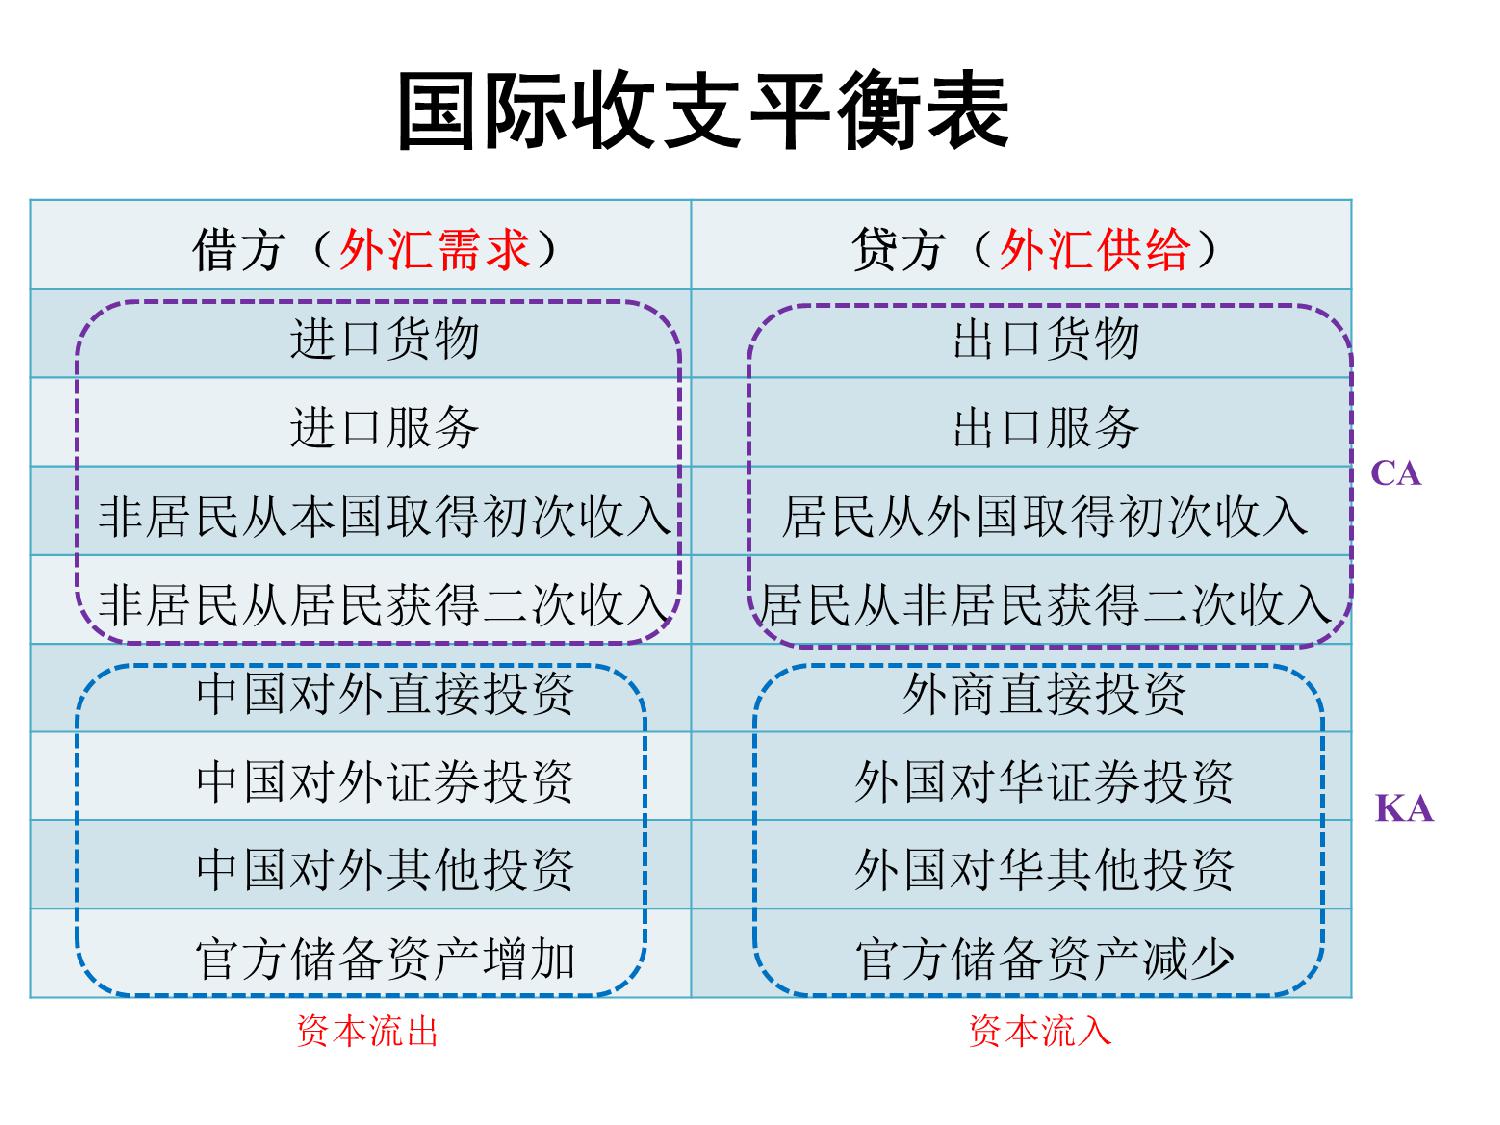 国际收支平衡表
借方（外汇需求） 贷方（外汇供给）
进口货物 出口货物
进口服务 出口服务
CA
非居民从本国取得初次收入 居民从外国取得初次收入
非居民从居民获得二次收入 居民从非居民获得二次收入
中国对外直接投资 外商直接投资
中国对外证券投资 外国对华证券投资
KA
中国对外其他投资 外国对华其他投资
官方储备资产增加 官方储备资产减少
资本流出 资本流入